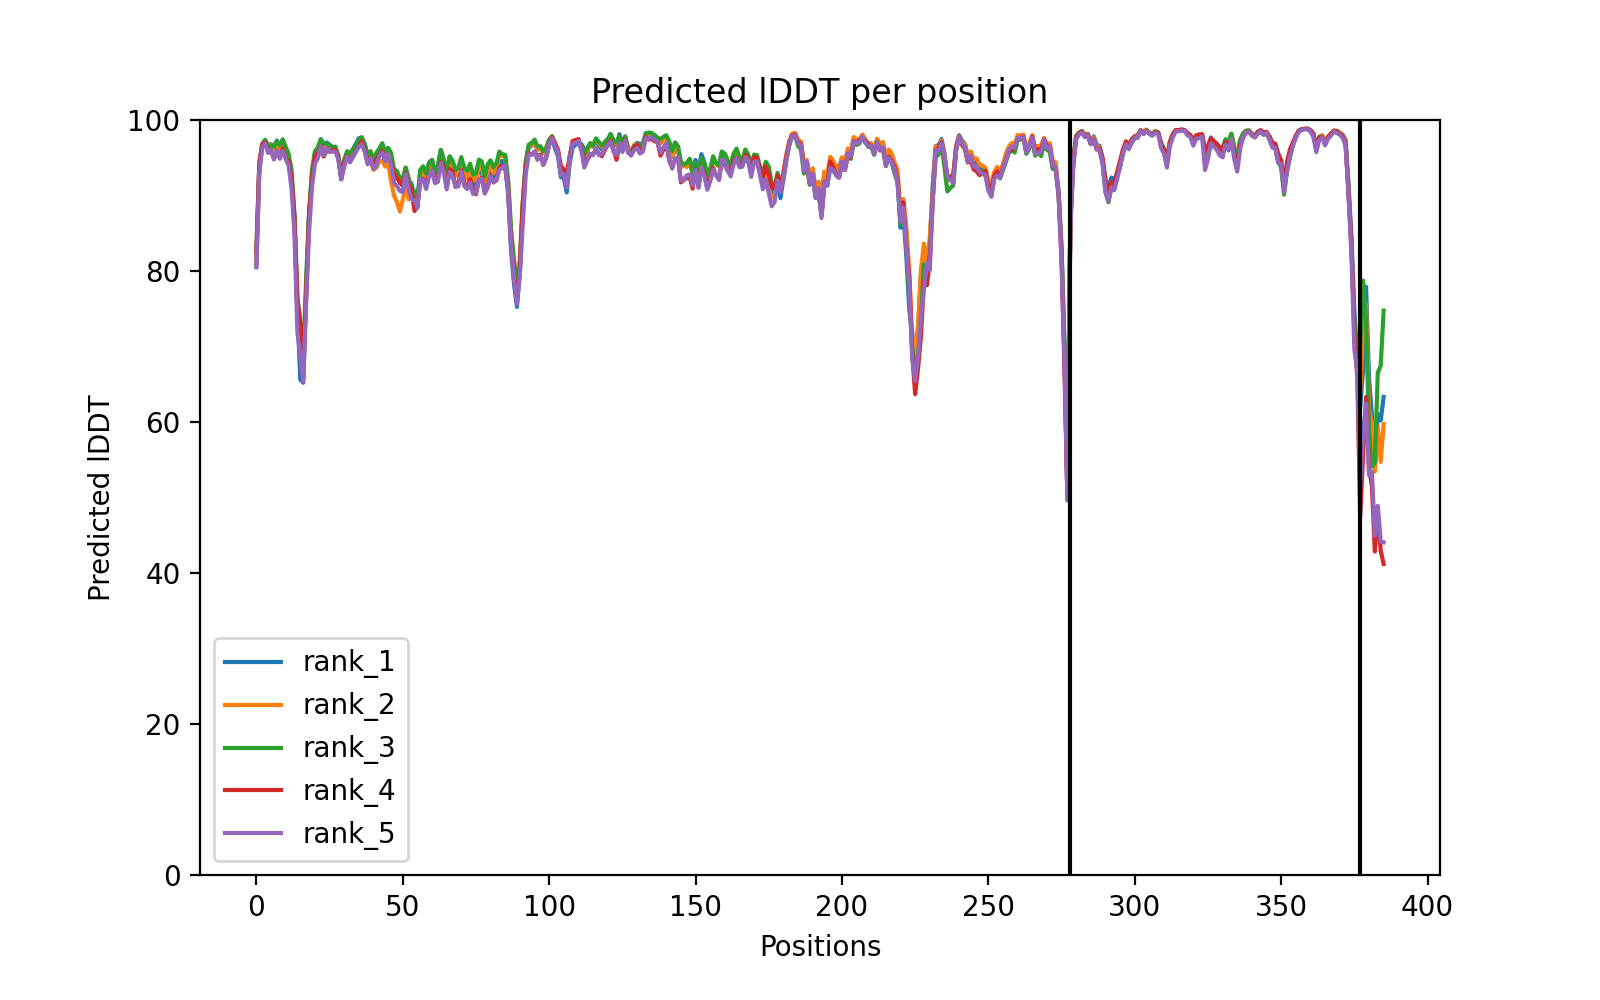 Predicted lDDT per position
100
80
60
40
20
0
Predicted lDDT
rank_1
rank_2
rank_3
rank_4
rank_5
0 50 100 150 200 250 300 350 400
Positions